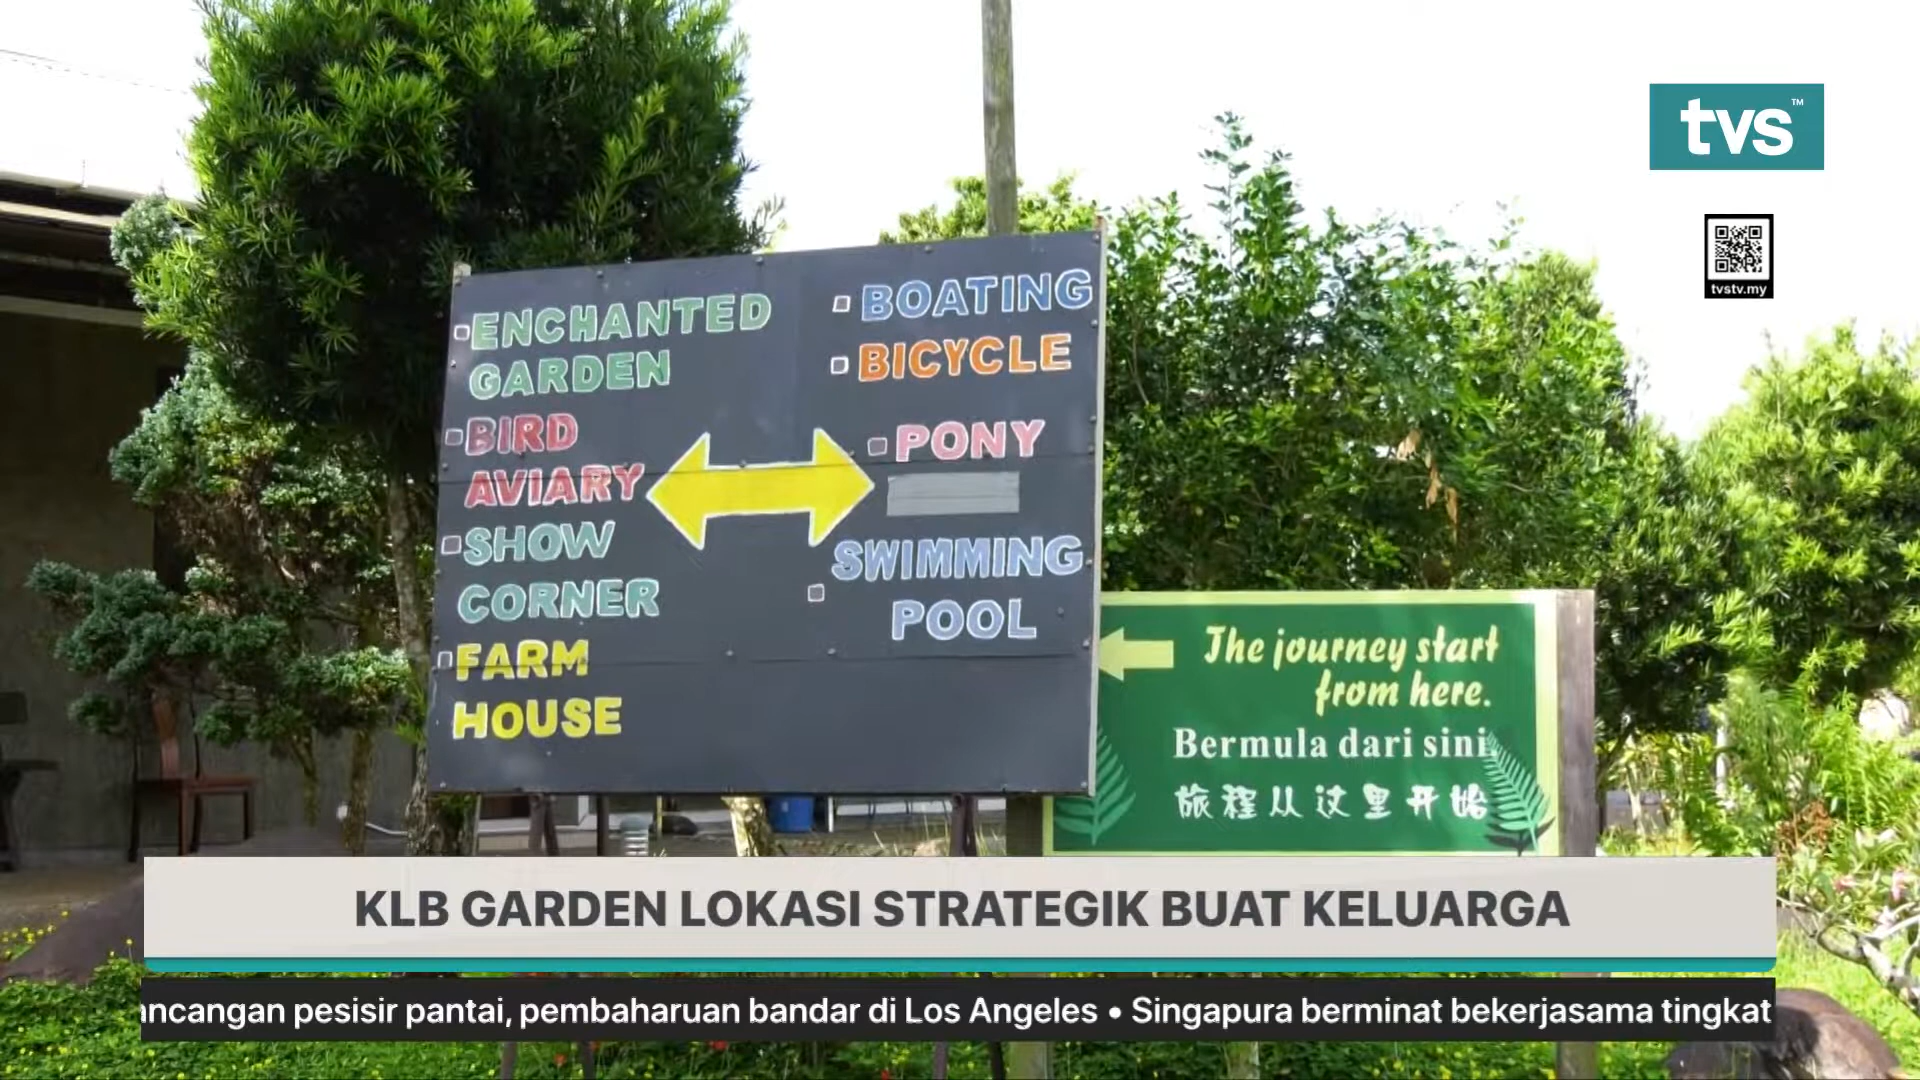 tvs™
tvstv.my
ENCHANTED
GARDEN
BIRD
AVIARY
SHOW
CORNER
FARM
HOUSE
BOATING
BICYCLE
PONY
SWIMMING
POOL
The journey start
from here.
Bermula dari sini.
旅程从这里开始
KLB GARDEN LOKASI STRATEGIK BUAT KELUARGA
ancangan pesisir pantai, pembaharuan bandar di Los Angeles • Singapura berminat bekerjasama tingkat